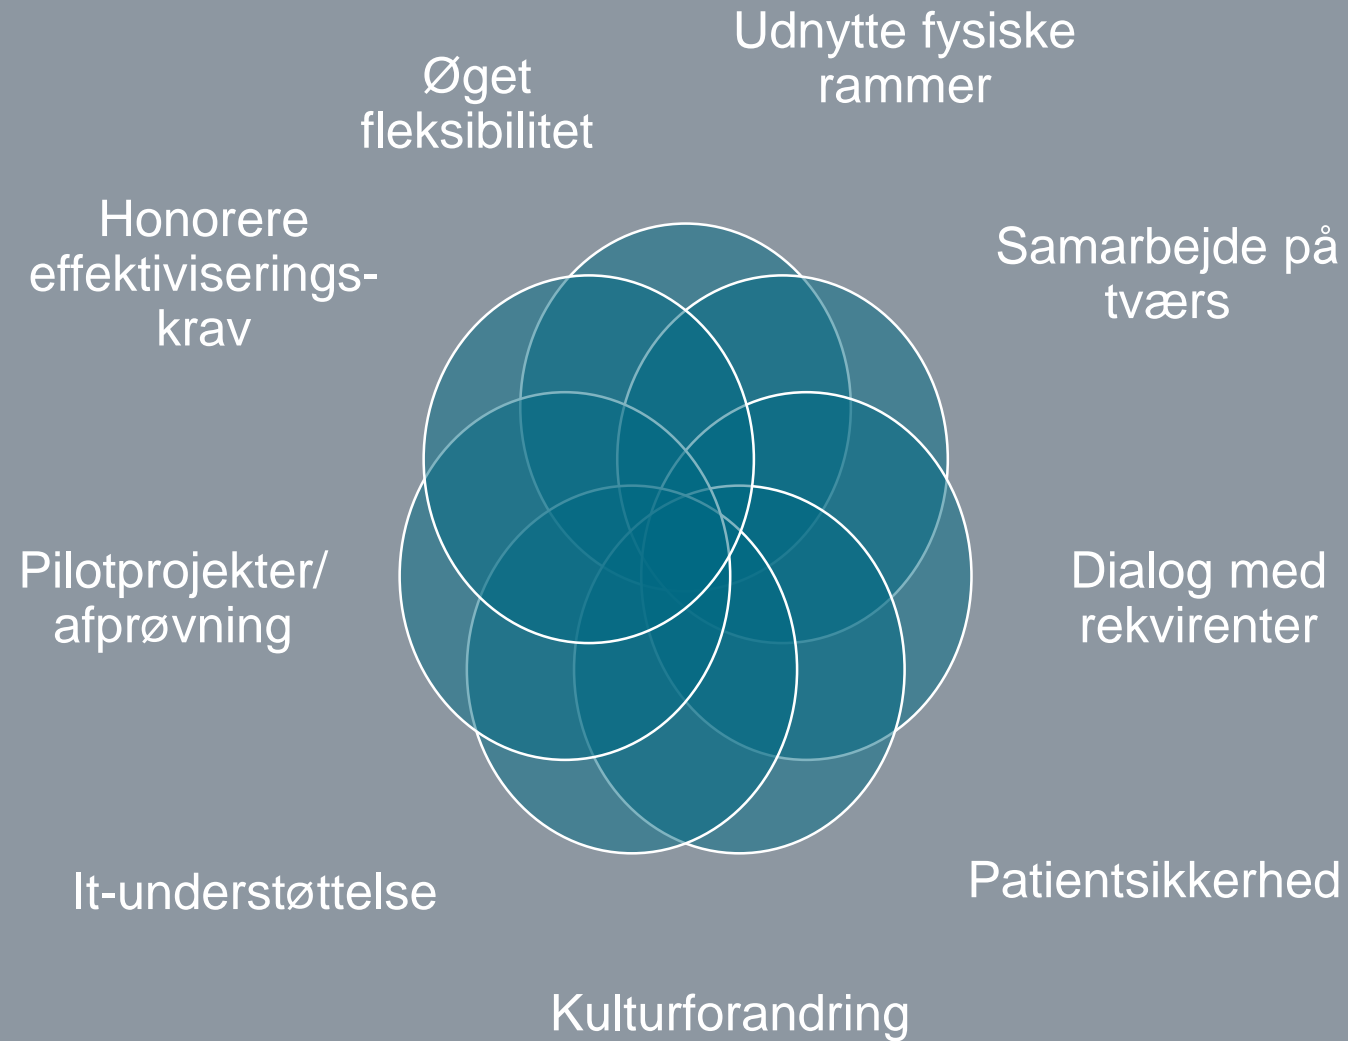 Udnytte fysiske
rammer
Øget
fleksibilitet
Honorere
effektiviserings-
krav
Samarbejde på
tværs
Pilotprojekter/
afprøvning
Dialog med
rekvirenter
It-understøttelse
Patientsikkerhed
Kulturforandring